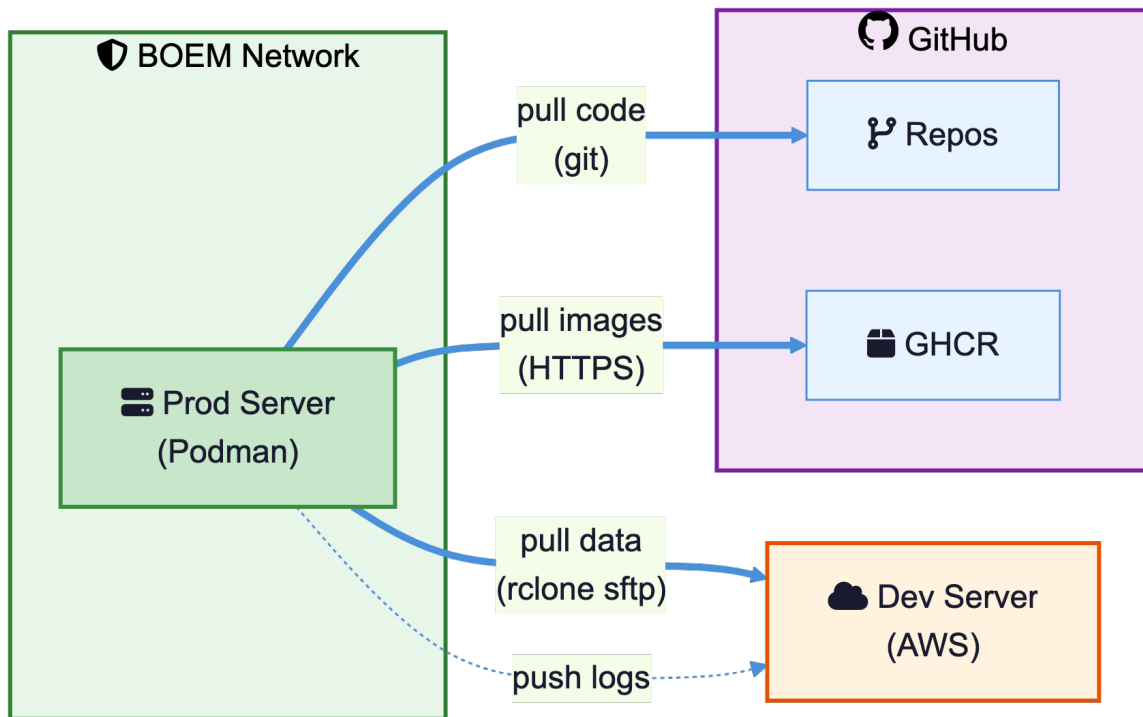 BOEM Network
GitHub
pull code
(git)
Repos
pull images
(HTTPS)
GHCR
Prod Server
(Podman)
pull data
(rclone sftp)
Dev Server
(AWS)
push logs